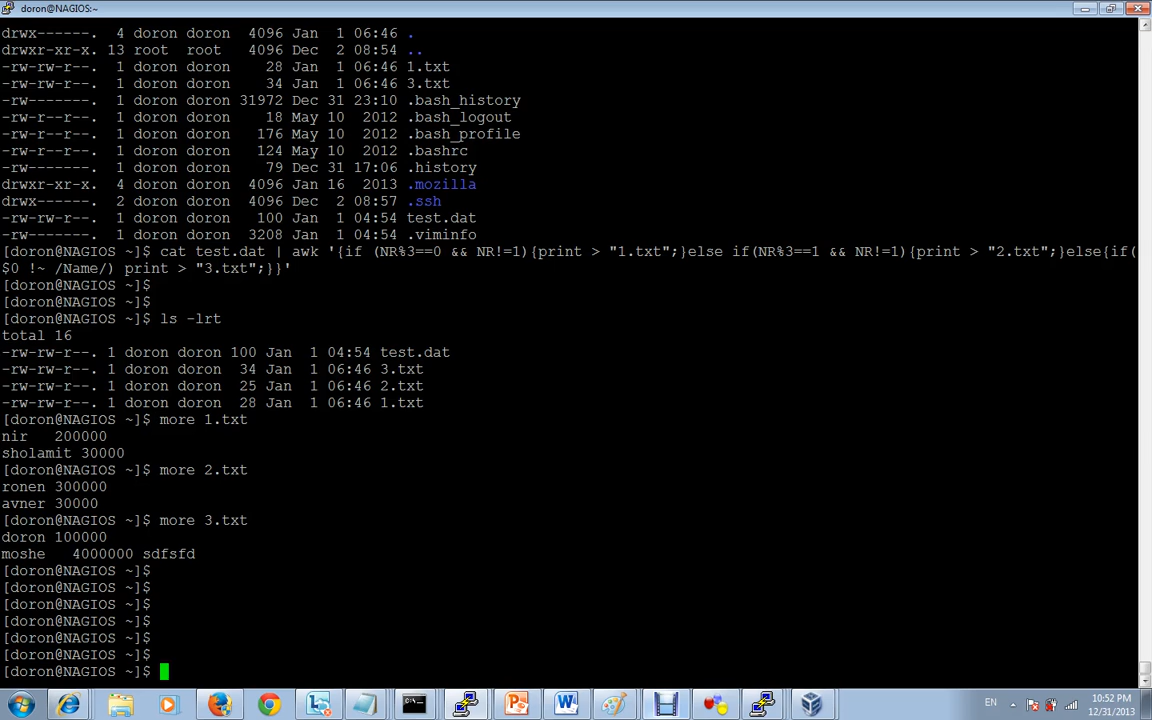 doron@NAGIOS:~
drwx------.  4 doron doron  4096 Jan  1 06:46 .
drwxr-xr-x. 13 root  root   4096 Dec  2 08:54 ..
-rw-rw-r--.  1 doron doron    28 Jan  1 06:46 1.txt
-rw-rw-r--.  1 doron doron    34 Jan  1 06:46 3.txt
-rw-------.  1 doron doron 31972 Dec 31 23:10 .bash_history
-rw-r--r--.  1 doron doron    18 May 10  2012 .bash_logout
-rw-r--r--.  1 doron doron   176 May 10  2012 .bash_profile
-rw-r--r--.  1 doron doron   124 May 10  2012 .bashrc
-rw-------.  1 doron doron    79 Dec 31 17:06 .history
drwxr-xr-x.  4 doron doron  4096 Jan 16  2013 .mozilla
drwx------.  2 doron doron  4096 Dec  2 08:57 .ssh
-rw-rw-r--.  1 doron doron   100 Jan  1 04:54 test.dat
-rw-------.  1 doron doron  3208 Jan  1 04:54 .viminfo
[doron@NAGIOS ~]$ cat test.dat | awk '{if (NR%3==0 && NR!=1){print > "1.txt";}else if(NR%3==1 && NR!=1){print > "2.txt";}else{if(
$0 !~ /Name/) print > "3.txt";}}'
[doron@NAGIOS ~]$
[doron@NAGIOS ~]$
[doron@NAGIOS ~]$ ls -lrt
total 16
-rw-rw-r--. 1 doron doron 100 Jan  1 04:54 test.dat
-rw-rw-r--. 1 doron doron  34 Jan  1 06:46 3.txt
-rw-rw-r--. 1 doron doron  25 Jan  1 06:46 2.txt
-rw-rw-r--. 1 doron doron  28 Jan  1 06:46 1.txt
[doron@NAGIOS ~]$ more 1.txt
nir   200000
sholamit 30000
[doron@NAGIOS ~]$ more 2.txt
ronen 300000
avner 30000
[doron@NAGIOS ~]$ more 3.txt
doron 100000
moshe   4000000 sdfsfd
[doron@NAGIOS ~]$
[doron@NAGIOS ~]$
[doron@NAGIOS ~]$
[doron@NAGIOS ~]$
[doron@NAGIOS ~]$
[doron@NAGIOS ~]$
[doron@NAGIOS ~]$
EN
10:52 PM
12/31/2013